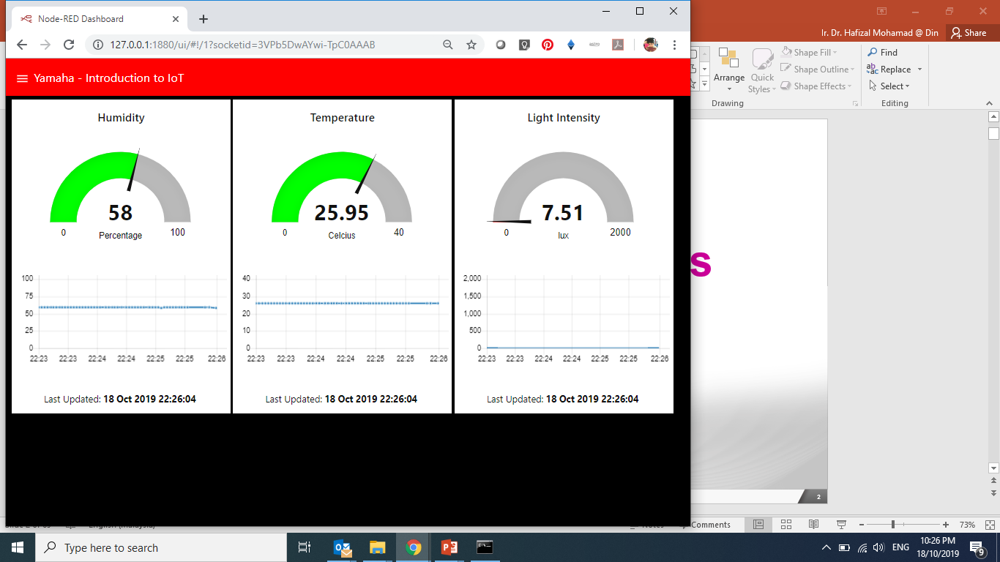 Node-RED Dashboard
127.0.0.1:1880/ui/#!/1?socketid=3VPb5DwAYwi-TpC0AAAB
Yamaha - Introduction to IoT
Humidity
58
0
Percentage
100
100
75
50
25
0
22:23 22:23 22:24 22:24 22:25 22:25 22:26
Last Updated: 18 Oct 2019 22:26:04
Temperature
25.95
0
Celcius
40
40
30
20
10
0
22:23 22:23 22:24 22:24 22:25 22:25 22:26
Last Updated: 18 Oct 2019 22:26:04
Light Intensity
7.51
0
lux
2000
2,000
1,500
1,000
500
0
22:23 22:23 22:24 22:24 22:25 22:25 22:26
Last Updated: 18 Oct 2019 22:26:04
Ir. Dr. Hafizal Mohamad @ Din
Share
Arrange
Quick
Styles
Shape Fill
Shape Outline
Shape Effects
Drawing
Find
Replace
Select
Editing
s
2
Comments
73%
Type here to search
ENG
10:26 PM
18/10/2019
9